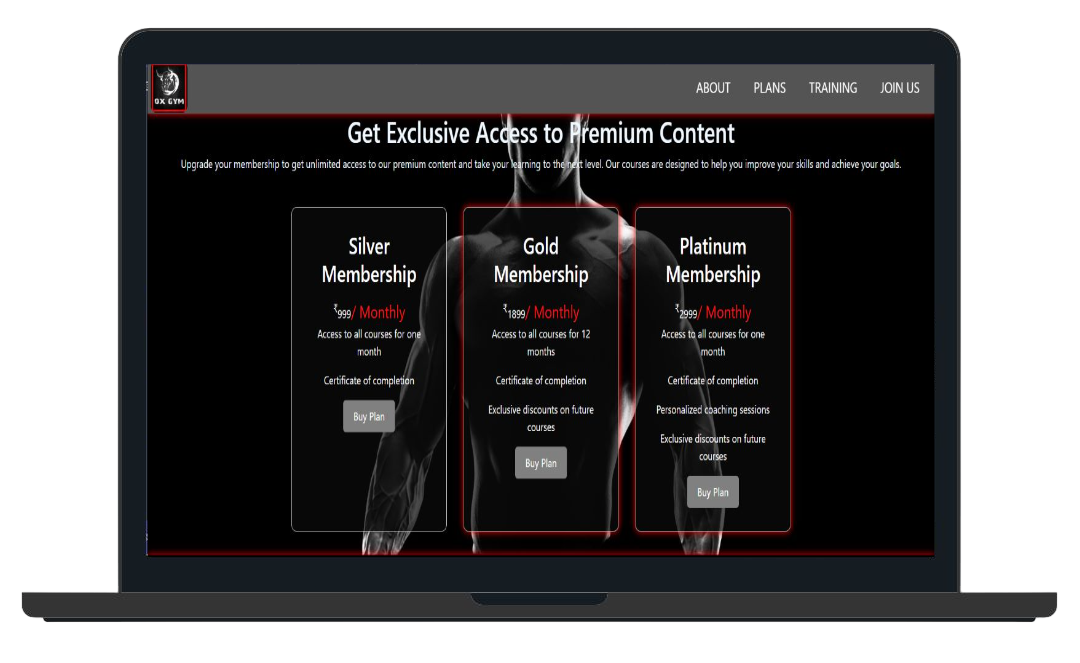 OX GYM
ABOUT PLANS TRAINING JOIN US
Get Exclusive Access to Premium Content
Upgrade your membership to get unlimited access to our premium content and take your learning to the next level. Our courses are designed to help you improve your skills and achieve your goals.
Silver
Membership
₹999/ Monthly
Access to all courses for one
month
Certificate of completion
Buy Plan
Gold
Membership
₹1899/ Monthly
Access to all courses for 12
months
Certificate of completion
Exclusive discounts on future
courses
Buy Plan
Platinum
Membership
₹2999/ Monthly
Access to all courses for one
month
Certificate of completion
Personalized coaching sessions
Exclusive discounts on future
courses
Buy Plan